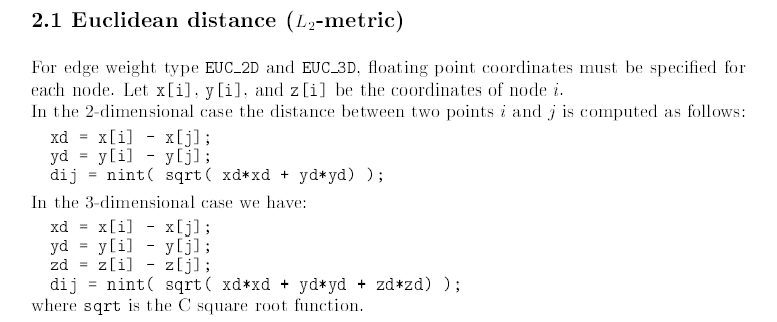 2.1 Euclidean distance (L₂-metric)
For edge weight type EUC_2D and EUC_3D, floating point coordinates must be specified for
each node. Let x[i], y[i], and z[i] be the coordinates of node i.
In the 2-dimensional case the distance between two points i and j is computed as follows:
xd = x[i] - x[j];
yd = y[i] - y[j];
dij = nint( sqrt( xd*xd + yd*yd) );
In the 3-dimensional case we have:
xd = x[i] - x[j];
yd = y[i] - y[j];
zd = z[i] - z[j];
dij = nint( sqrt( xd*xd + yd*yd + zd*zd) );
where sqrt is the C square root function.